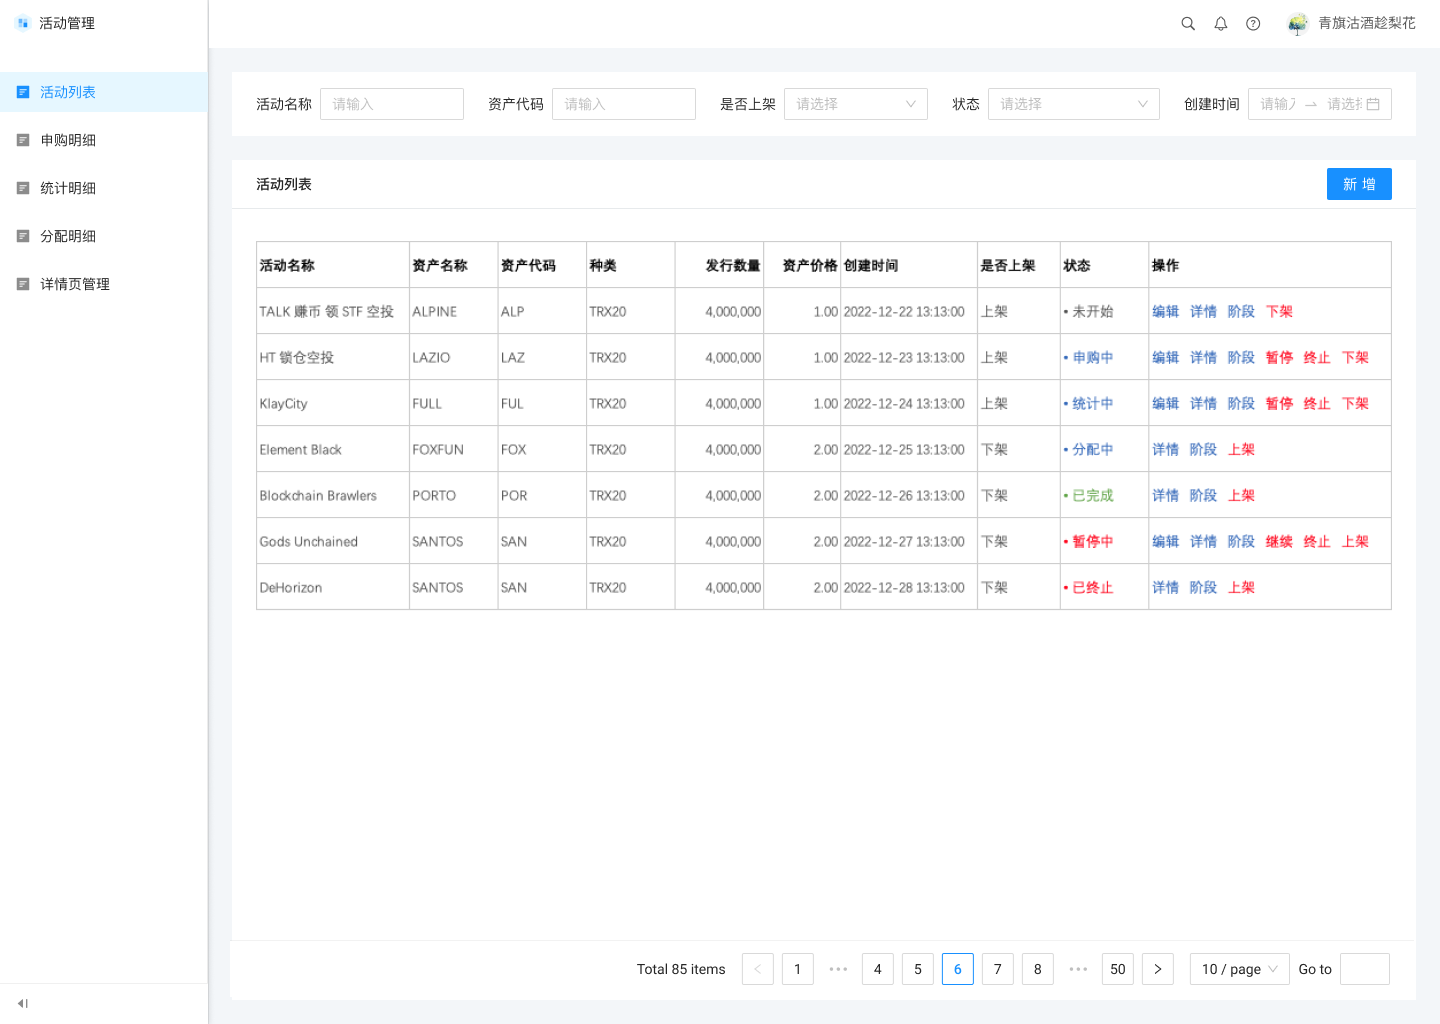 活动管理
青旗沽酒趁梨花
活动列表
申购明细
统计明细
分配明细
详情页管理
活动名称 请输入 资产代码 请输入 是否上架 请选择 状态 请选择 创建时间 请输入 → 请选择
活动列表 新 增
活动名称 资产名称 资产代码 种类 发行数量 资产价格 创建时间 是否上架 状态 操作
TALK 赚币 领 STF 空投 ALPINE ALP TRX20 4,000,000 1.00 2022-12-22 13:13:00 上架 • 未开始 编辑 详情 阶段 下架
HT 锁仓空投 LAZIO LAZ TRX20 4,000,000 1.00 2022-12-23 13:13:00 上架 • 申购中 编辑 详情 阶段 暂停 终止 下架
KlayCity FULL FUL TRX20 4,000,000 1.00 2022-12-24 13:13:00 上架 • 统计中 编辑 详情 阶段 暂停 终止 下架
Element Black FOXFUN FOX TRX20 4,000,000 2.00 2022-12-25 13:13:00 下架 • 分配中 详情 阶段 上架
Blockchain Brawlers PORTO POR TRX20 4,000,000 2.00 2022-12-26 13:13:00 下架 • 已完成 详情 阶段 上架
Gods Unchained SANTOS SAN TRX20 4,000,000 2.00 2022-12-27 13:13:00 下架 • 暂停中 编辑 详情 阶段 继续 终止 上架
DeHorizon SANTOS SAN TRX20 4,000,000 2.00 2022-12-28 13:13:00 下架 • 已终止 详情 阶段 上架
Total 85 items < 1 ••• 4 5 6 7 8 ••• 50 > 10 / page Go to